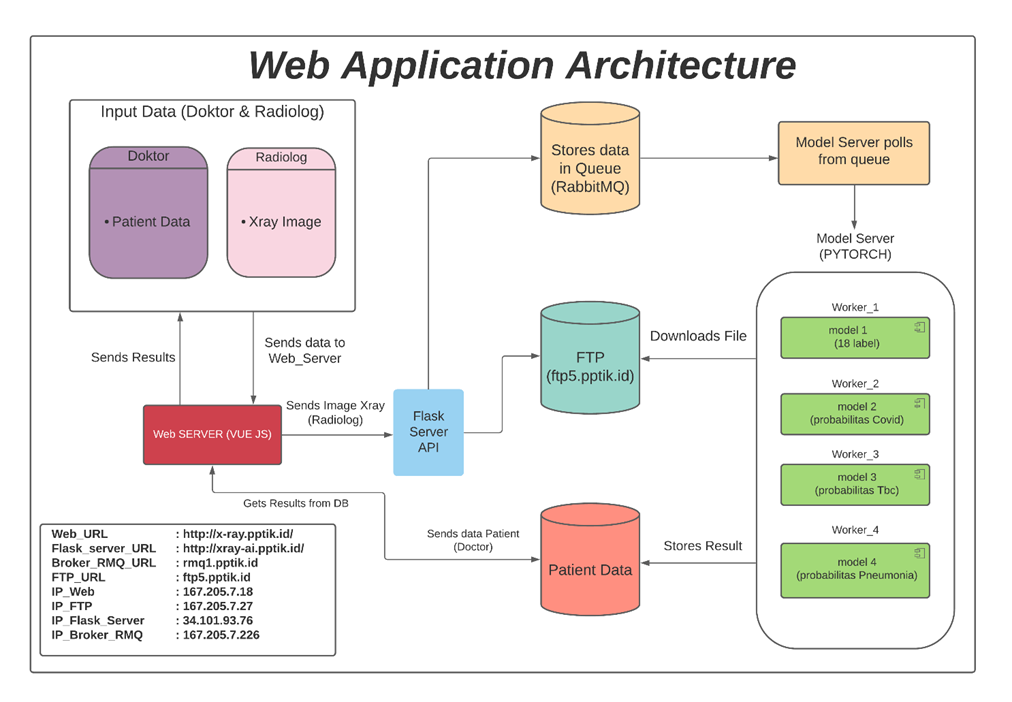 Web Application Architecture
Input Data (Doktor & Radiolog)
Doktor
• Patient Data
Radiolog
• Xray Image
Stores data
in Queue
(RabbitMQ)
Model Server polls
from queue
Model Server
(PYTORCH)
Sends Results
Sends data to
Web_Server
Web SERVER (VUE JS)
Sends Image Xray
(Radiolog)
Flask
Server
API
FTP
(ftp5.pptik.id)
Downloads File
Worker_1
model 1
(18 label)
Worker_2
model 2
(probabilitas Covid)
Worker_3
model 3
(probabilitas Tbc)
Worker_4
model 4
(probabilitas Pneumonia)
Gets Results from DB
Sends data Patient
(Doctor)
Patient Data
Stores Result
Web_URL : http://x-ray.pptik.id/
Flask_server_URL : http://xray-ai.pptik.id/
Broker_RMQ_URL : rmq1.pptik.id
FTP_URL : ftp5.pptik.id
IP_Web : 167.205.7.18
IP_FTP : 167.205.7.27
IP_Flask_Server : 34.101.93.76
IP_Broker_RMQ : 167.205.7.226